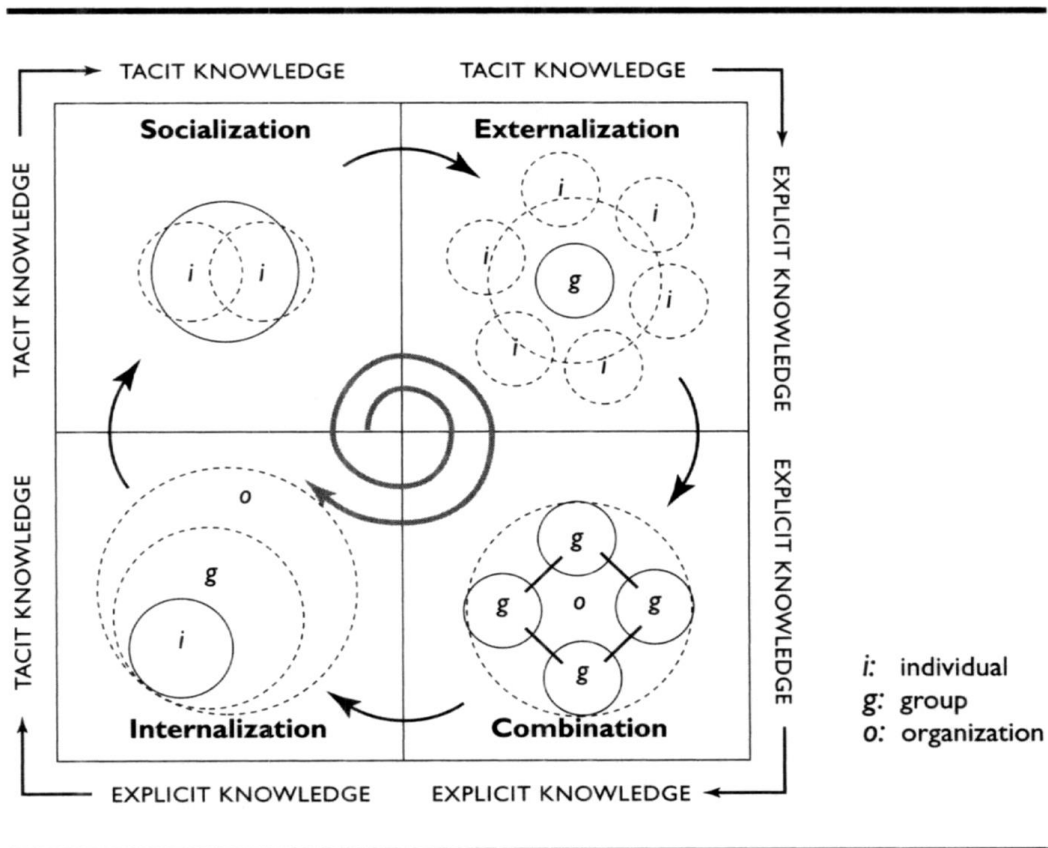 TACIT KNOWLEDGE TACIT KNOWLEDGE
Socialization Externalization
TACIT KNOWLEDGE
EXPLICIT KNOWLEDGE
i i
i
i
i
g
i
i
i
TACIT KNOWLEDGE
EXPLICIT KNOWLEDGE
o
g
i
g
g o g
g
Internalization Combination
EXPLICIT KNOWLEDGE EXPLICIT KNOWLEDGE
i: individual
g: group
o: organization